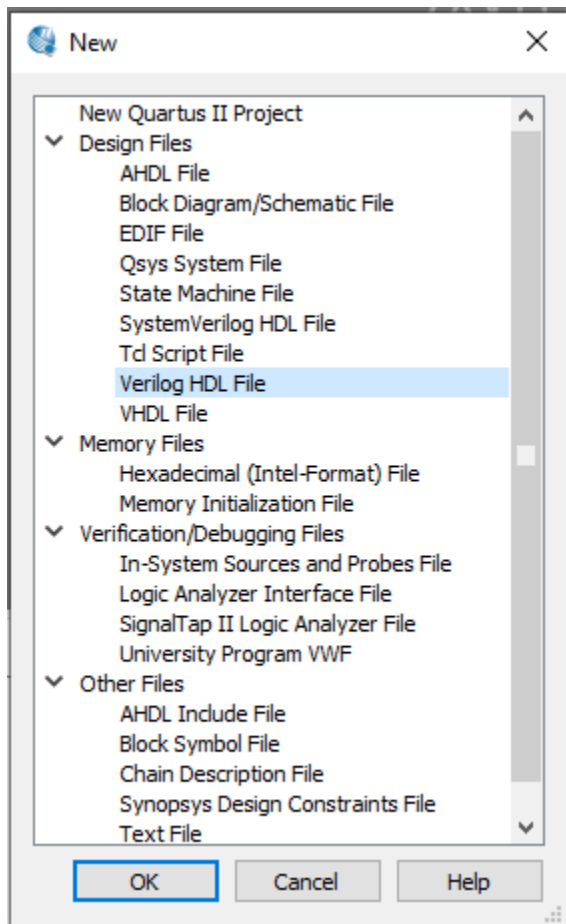 New
New Quartus II Project
Design Files
AHDL File
Block Diagram/Schematic File
EDIF File
Qsys System File
State Machine File
SystemVerilog HDL File
Tcl Script File
Verilog HDL File
VHDL File
Memory Files
Hexadecimal (Intel-Format) File
Memory Initialization File
Verification/Debugging Files
In-System Sources and Probes File
Logic Analyzer Interface File
SignalTap II Logic Analyzer File
University Program VWF
Other Files
AHDL Include File
Block Symbol File
Chain Description File
Synopsys Design Constraints File
Text File
OK Cancel Help